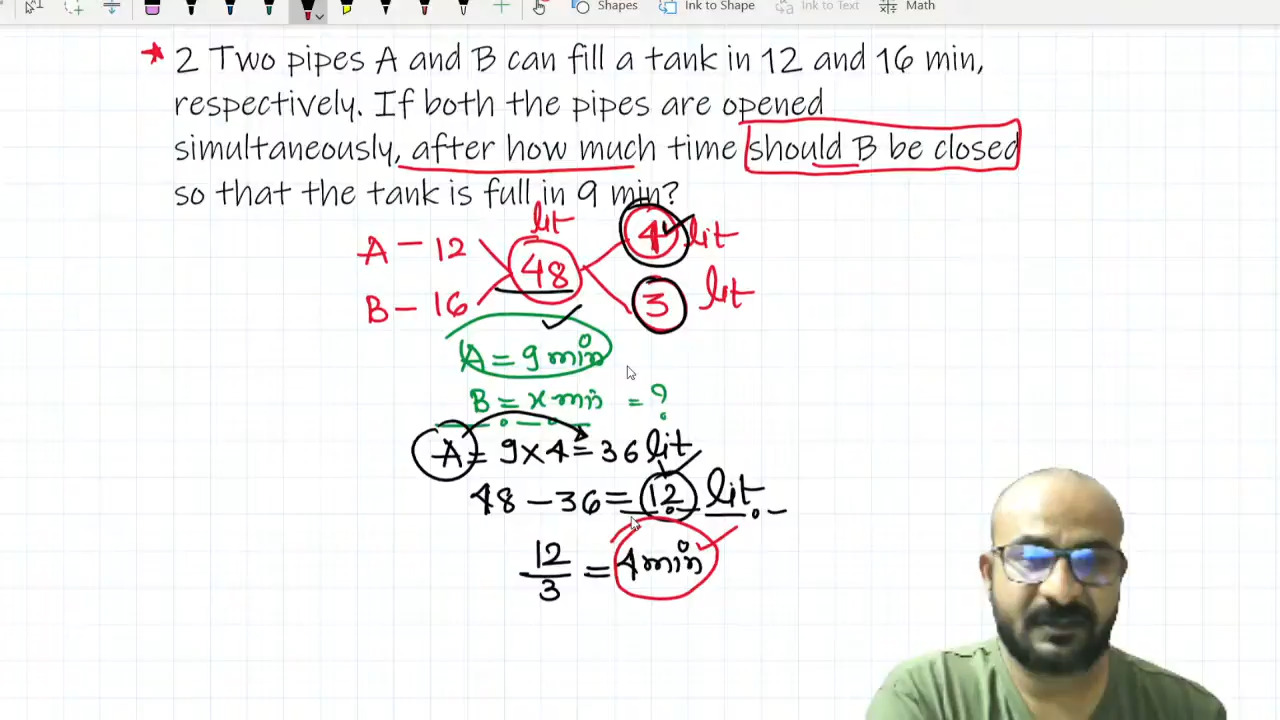 Shapes Ink to Shape Ink to Text Math
* 2 Two pipes A and B can fill a tank in 12 and 16 min,
respectively. If both the pipes are opened
simultaneously, after how much time should B be closed
so that the tank is full in 9 min?
lit
A - 12 48 4 lit
B - 16 3 lit
A = 9 min
B = x min = ?
A = 9 x 4 = 36 lit
48 - 36 = 12 lit.
12/3 = 4 min